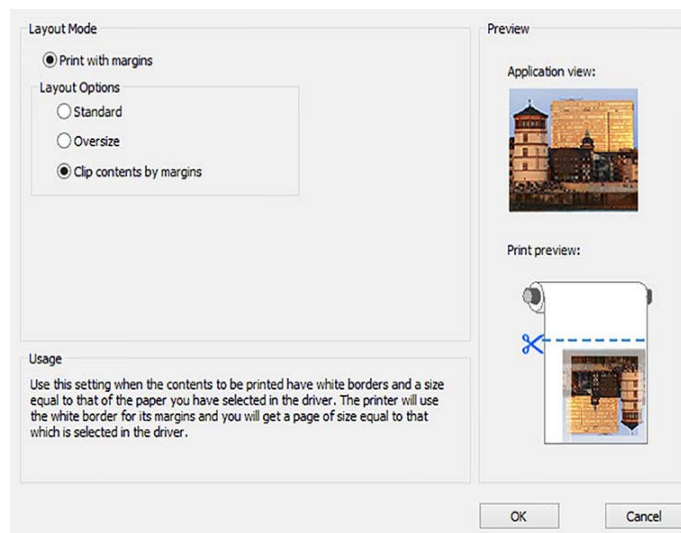 Layout Mode
Print with margins
Layout Options
Standard
Oversize
Clip contents by margins
Usage
Use this setting when the contents to be printed have white borders and a size
equal to that of the paper you have selected in the driver. The printer will use
the white border for its margins and you will get a page of size equal to that
which is selected in the driver.
Preview
Application view:
Print preview:
OK
Cancel